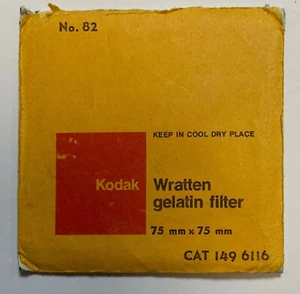 No. 82
KEEP IN COOL DRY PLACE
Kodak Wratten
gelatin filter
75 mm x 75 mm
CAT 149 6116